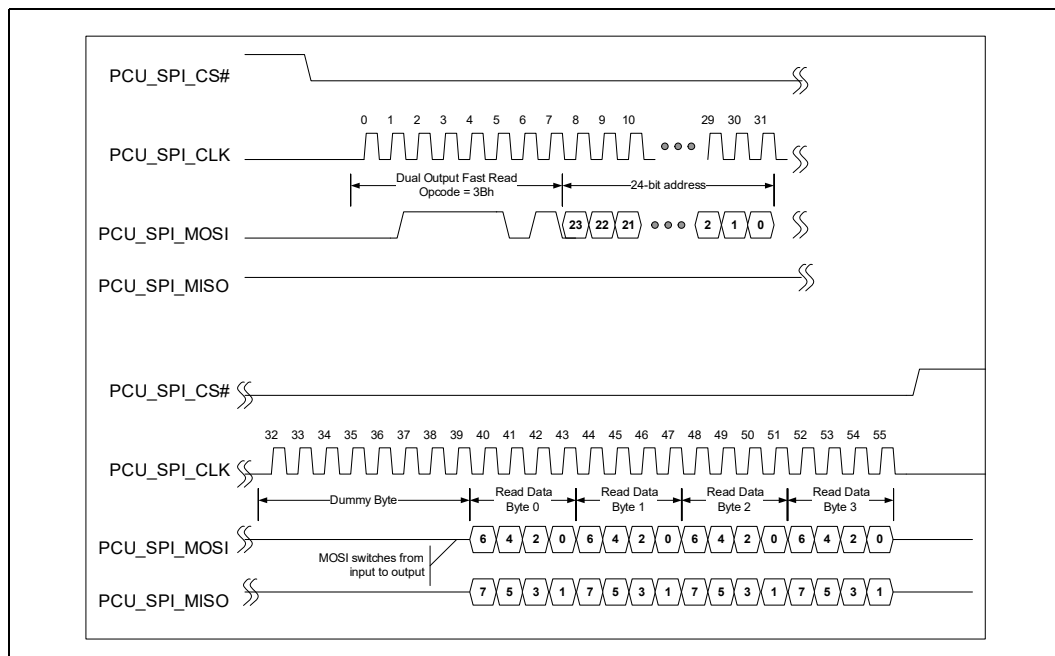 PCU_SPI_CS#
0 1 2 3 4 5 6 7 8 9 10 29 30 31
PCU_SPI_CLK
Dual Output Fast Read
Opcode = 3Bh
24-bit address
PCU_SPI_MOSI
23 22 21 2 1 0
PCU_SPI_MISO
PCU_SPI_CS#
32 33 34 35 36 37 38 39 40 41 42 43 44 45 46 47 48 49 50 51 52 53 54 55
PCU_SPI_CLK
Dummy Byte
Read Data
Byte 0
Read Data
Byte 1
Read Data
Byte 2
Read Data
Byte 3
PCU_SPI_MOSI
6 4 2 0 6 4 2 0 6 4 2 0 6 4 2 0
MOSI switches from
input to output
PCU_SPI_MISO
7 5 3 1 7 5 3 1 7 5 3 1 7 5 3 1